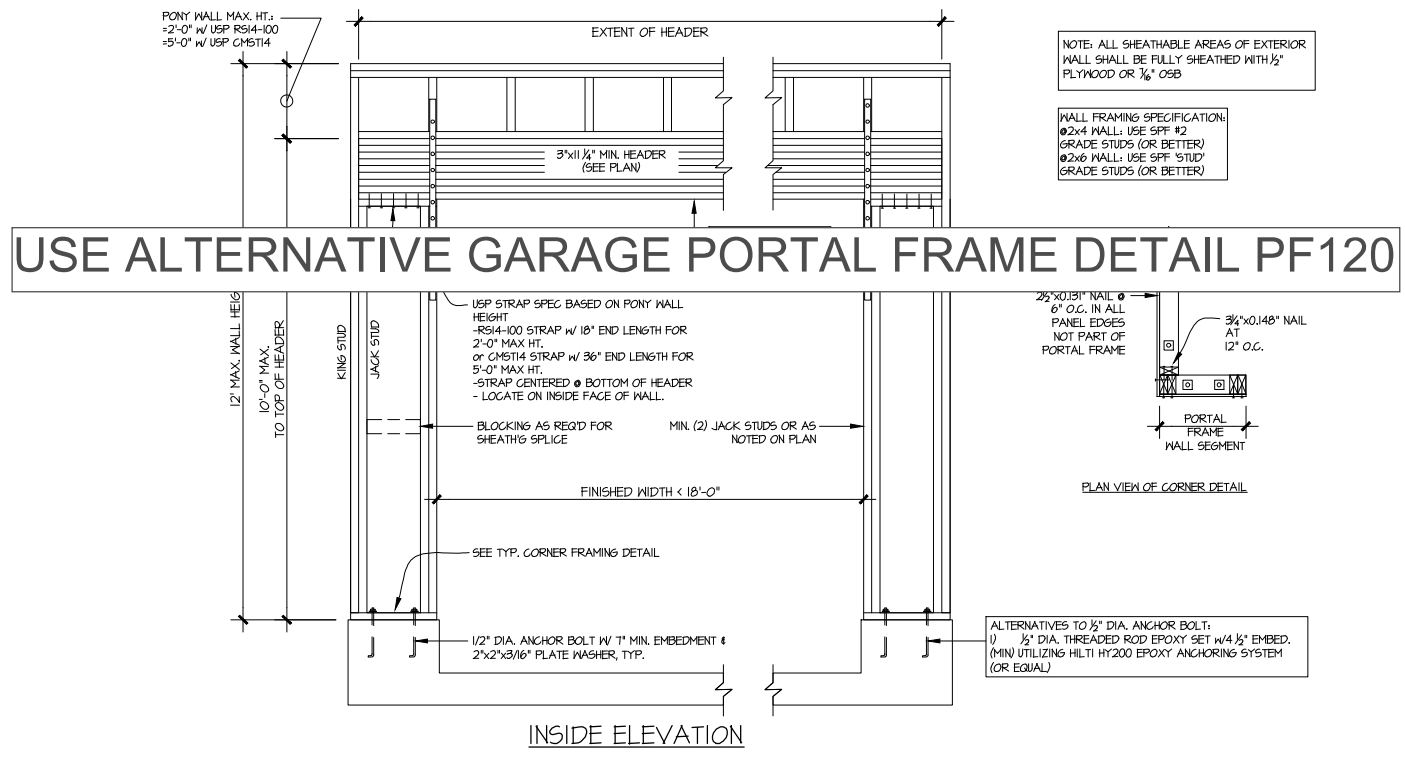 PONY WALL MAX. HT.:
=2'-0" W/ USP RS14-100
=5'-0" W/ USP CMST14
EXTENT OF HEADER
NOTE: ALL SHEATHABLE AREAS OF EXTERIOR
WALL SHALL BE FULLY SHEATHED WITH ½"
PLYWOOD OR 7/16" OSB
WALL FRAMING SPECIFICATION:
@2x4 WALL: USE SPF #2
GRADE STUDS (OR BETTER)
@2x6 WALL: USE SPF 'STUD'
GRADE STUDS (OR BETTER)
3"x11 ¼" MIN. HEADER
(SEE PLAN)
USE ALTERNATIVE GARAGE PORTAL FRAME DETAIL PF120
12' MAX. WALL HEIG
10'-0" MAX.
TO TOP OF HEADER
KING STUD
JACK STUD
USP STRAP SPEC BASED ON PONY WALL
HEIGHT
-RS14-100 STRAP W/ 18" END LENGTH FOR
2'-0" MAX HT.
or CMST14 STRAP W/ 36" END LENGTH FOR
5'-0" MAX HT.
-STRAP CENTERED @ BOTTOM OF HEADER
- LOCATE ON INSIDE FACE OF WALL.
2½"x0.131" NAIL @
6" O.C. IN ALL
PANEL EDGES
NOT PART OF
PORTAL FRAME
3¼"x0.148" NAIL
AT
12" O.C.
BLOCKING AS REQ'D FOR
SHEATH'G SPLICE
MIN. (2) JACK STUDS OR AS
NOTED ON PLAN
PORTAL
FRAME
WALL SEGMENT
PLAN VIEW OF CORNER DETAIL
FINISHED WIDTH < 18'-0"
SEE TYP. CORNER FRAMING DETAIL
1/2" DIA. ANCHOR BOLT W/ 7" MIN. EMBEDMENT &
2"x2"x3/16" PLATE WASHER, TYP.
ALTERNATIVES TO ½" DIA. ANCHOR BOLT:
1) ½" DIA. THREADED ROD EPOXY SET W/4 ½" EMBED.
(MIN) UTILIZING HILTI HY200 EPOXY ANCHORING SYSTEM
(OR EQUAL)
INSIDE ELEVATION